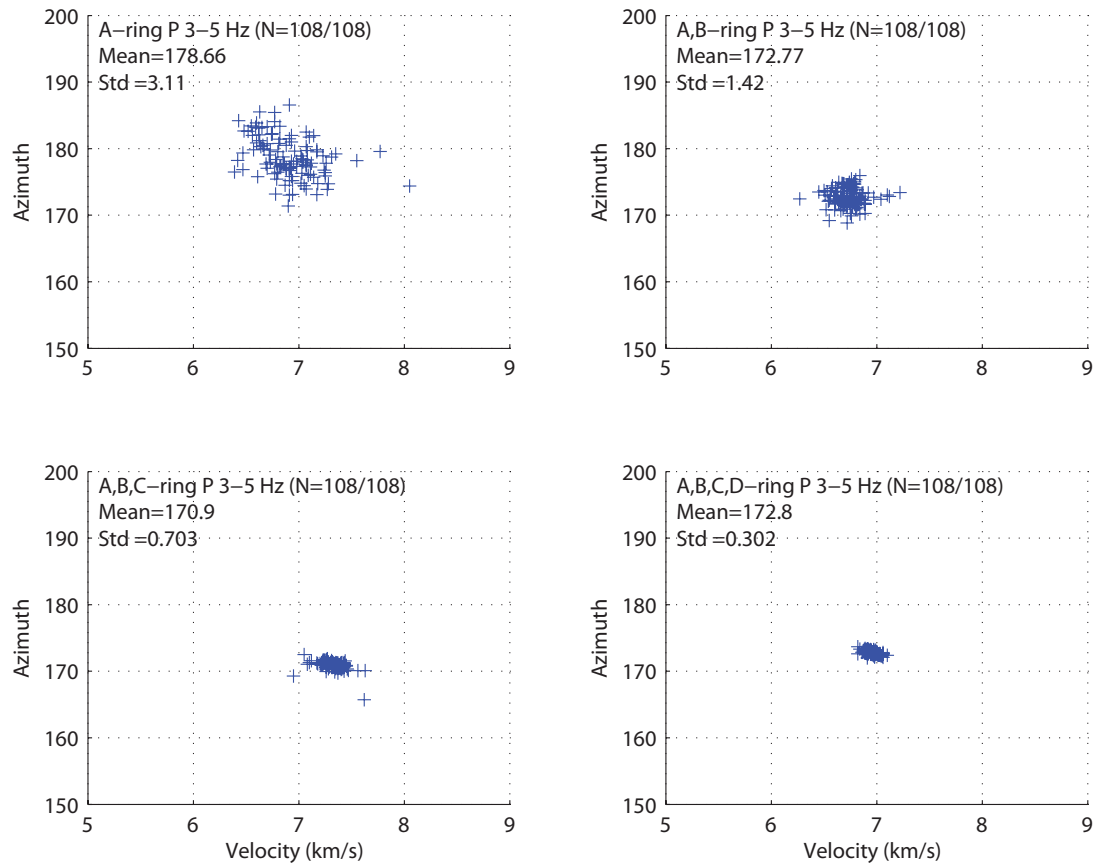 A−ring P 3−5 Hz (N=108/108)
Mean=178.66
Std =3.11
200
190
180
170
160
150
Azimuth
5 6 7 8 9
A,B−ring P 3−5 Hz (N=108/108)
Mean=172.77
Std =1.42
200
190
180
170
160
150
Azimuth
5 6 7 8 9
A,B,C−ring P 3−5 Hz (N=108/108)
Mean=170.9
Std =0.703
200
190
180
170
160
150
Azimuth
5 6 7 8 9
Velocity (km/s)
A,B,C,D−ring P 3−5 Hz (N=108/108)
Mean=172.8
Std =0.302
200
190
180
170
160
150
Azimuth
5 6 7 8 9
Velocity (km/s)